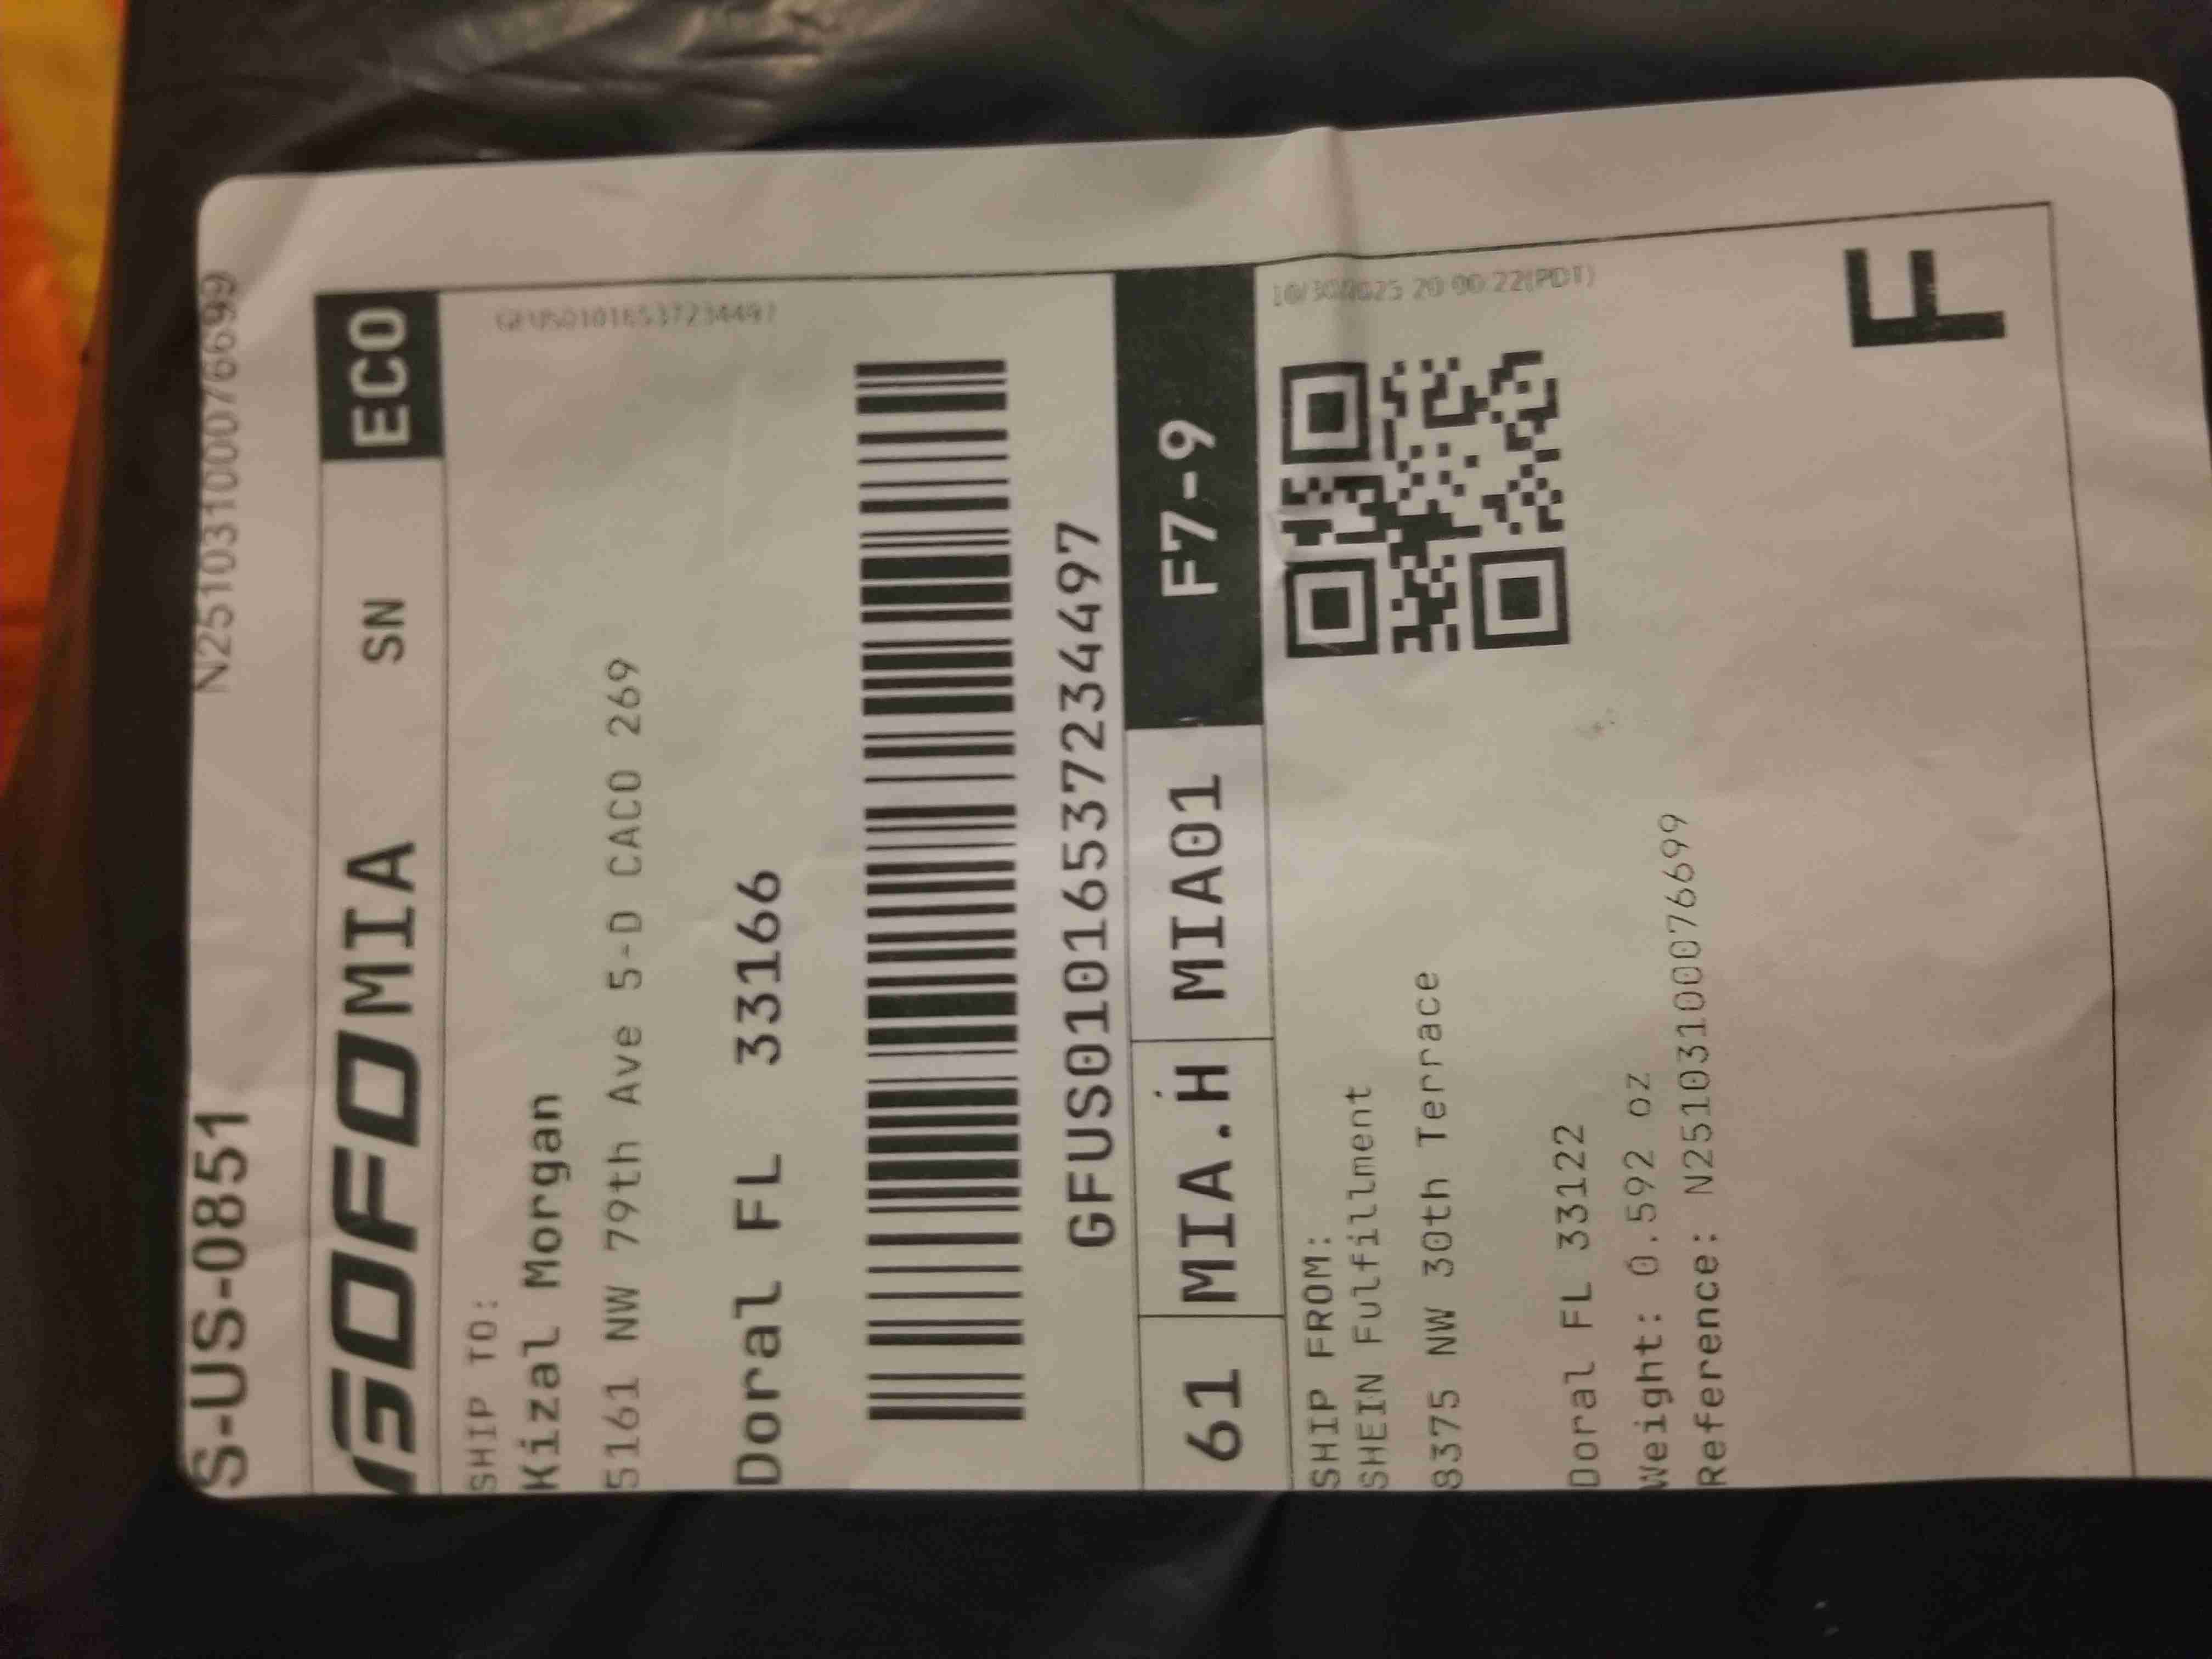 S-US-0851
N25103100076699
GOFO MIA SN ECO
SHIP TO:
GFUS01016537234497
Kizal Morgan
5161 NW 79th Ave 5-D CACO 269
Doral FL 33166
GFUS01016537234497
61 MIA.H MIA01 F7-9
SHIP FROM:
10/30/2025 20:00:22(PDT)
SHEIN Fulfillment
8375 NW 30th Terrace
Doral FL 33122
Weight: 0.592 oz
Reference: N25103100076699
F